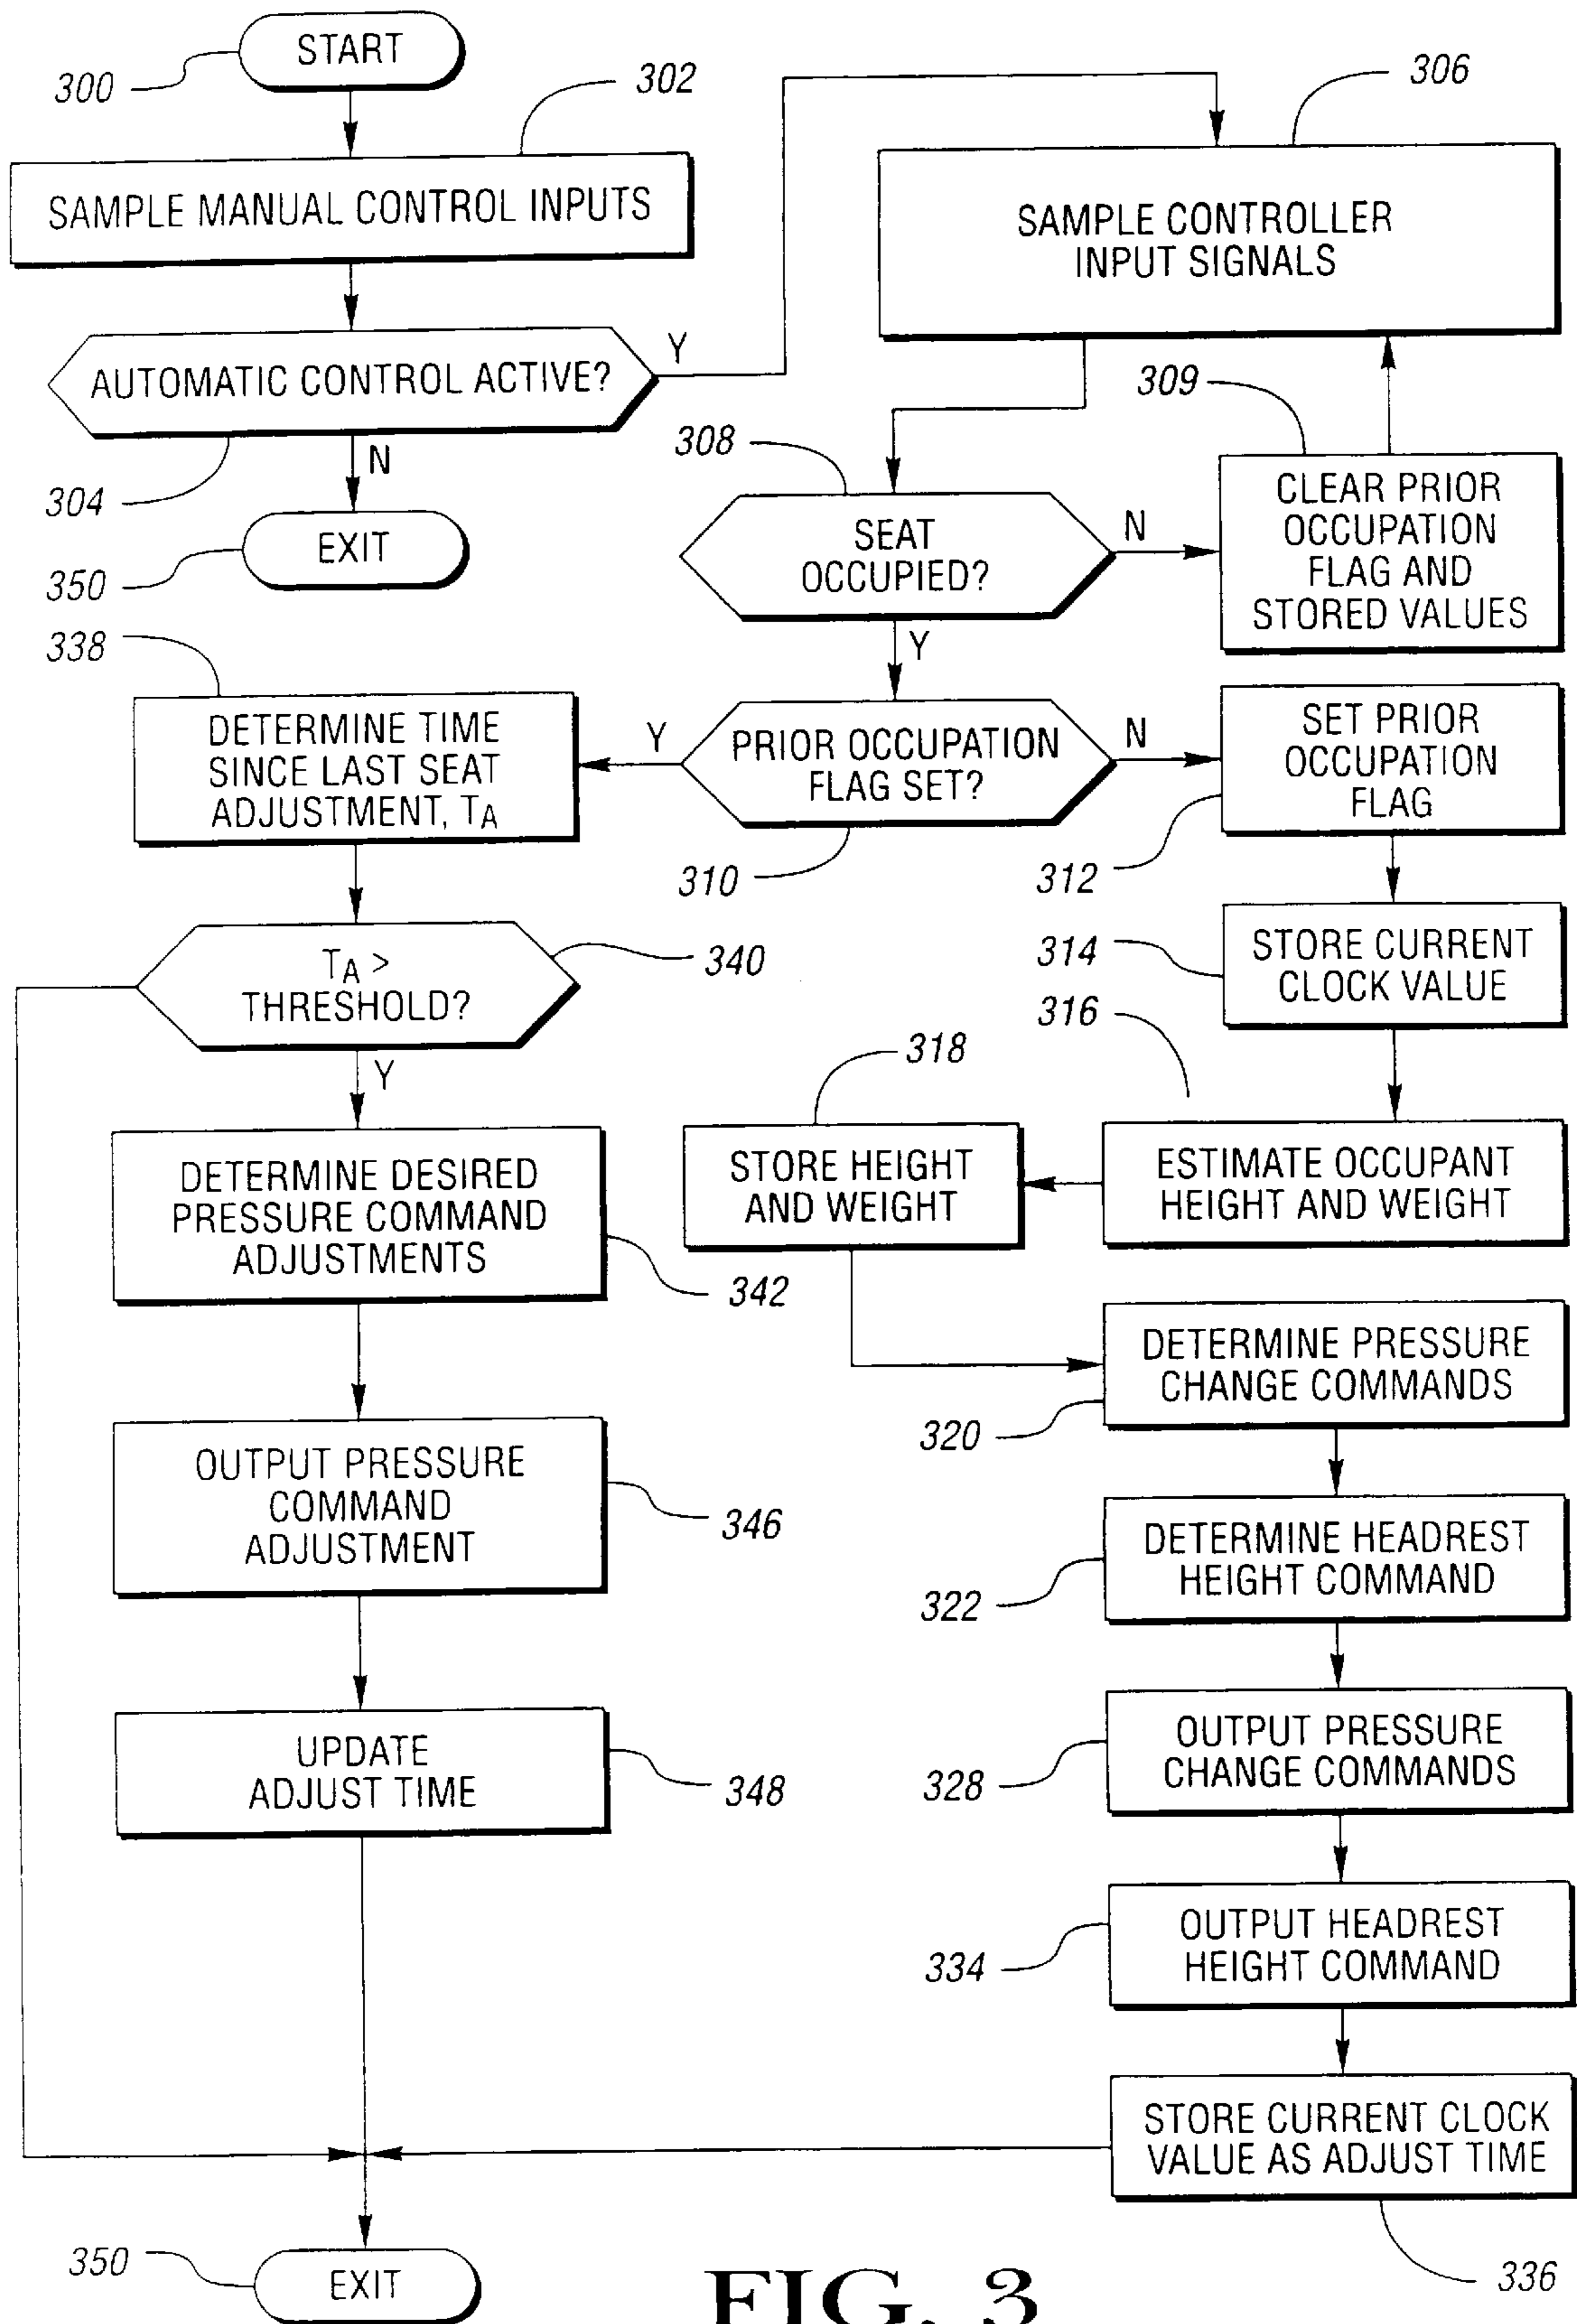 START
300
302
SAMPLE MANUAL CONTROL INPUTS
306
SAMPLE CONTROLLER
INPUT SIGNALS
AUTOMATIC CONTROL ACTIVE?
Y
304
N
EXIT
350
309
CLEAR PRIOR
OCCUPATION
FLAG AND
STORED VALUES
308
SEAT
OCCUPIED?
N
Y
338
DETERMINE TIME
SINCE LAST SEAT
ADJUSTMENT, TA
Y
PRIOR OCCUPATION
FLAG SET?
310
N
SET PRIOR
OCCUPATION
FLAG
312
TA >
THRESHOLD?
340
Y
314
STORE CURRENT
CLOCK VALUE
316
318
STORE HEIGHT
AND WEIGHT
ESTIMATE OCCUPANT
HEIGHT AND WEIGHT
DETERMINE DESIRED
PRESSURE COMMAND
ADJUSTMENTS
342
DETERMINE PRESSURE
CHANGE COMMANDS
320
OUTPUT PRESSURE
COMMAND
ADJUSTMENT
346
DETERMINE HEADREST
HEIGHT COMMAND
322
UPDATE
ADJUST TIME
348
OUTPUT PRESSURE
CHANGE COMMANDS
328
OUTPUT HEADREST
HEIGHT COMMAND
334
STORE CURRENT CLOCK
VALUE AS ADJUST TIME
336
350
EXIT
FIG. 3